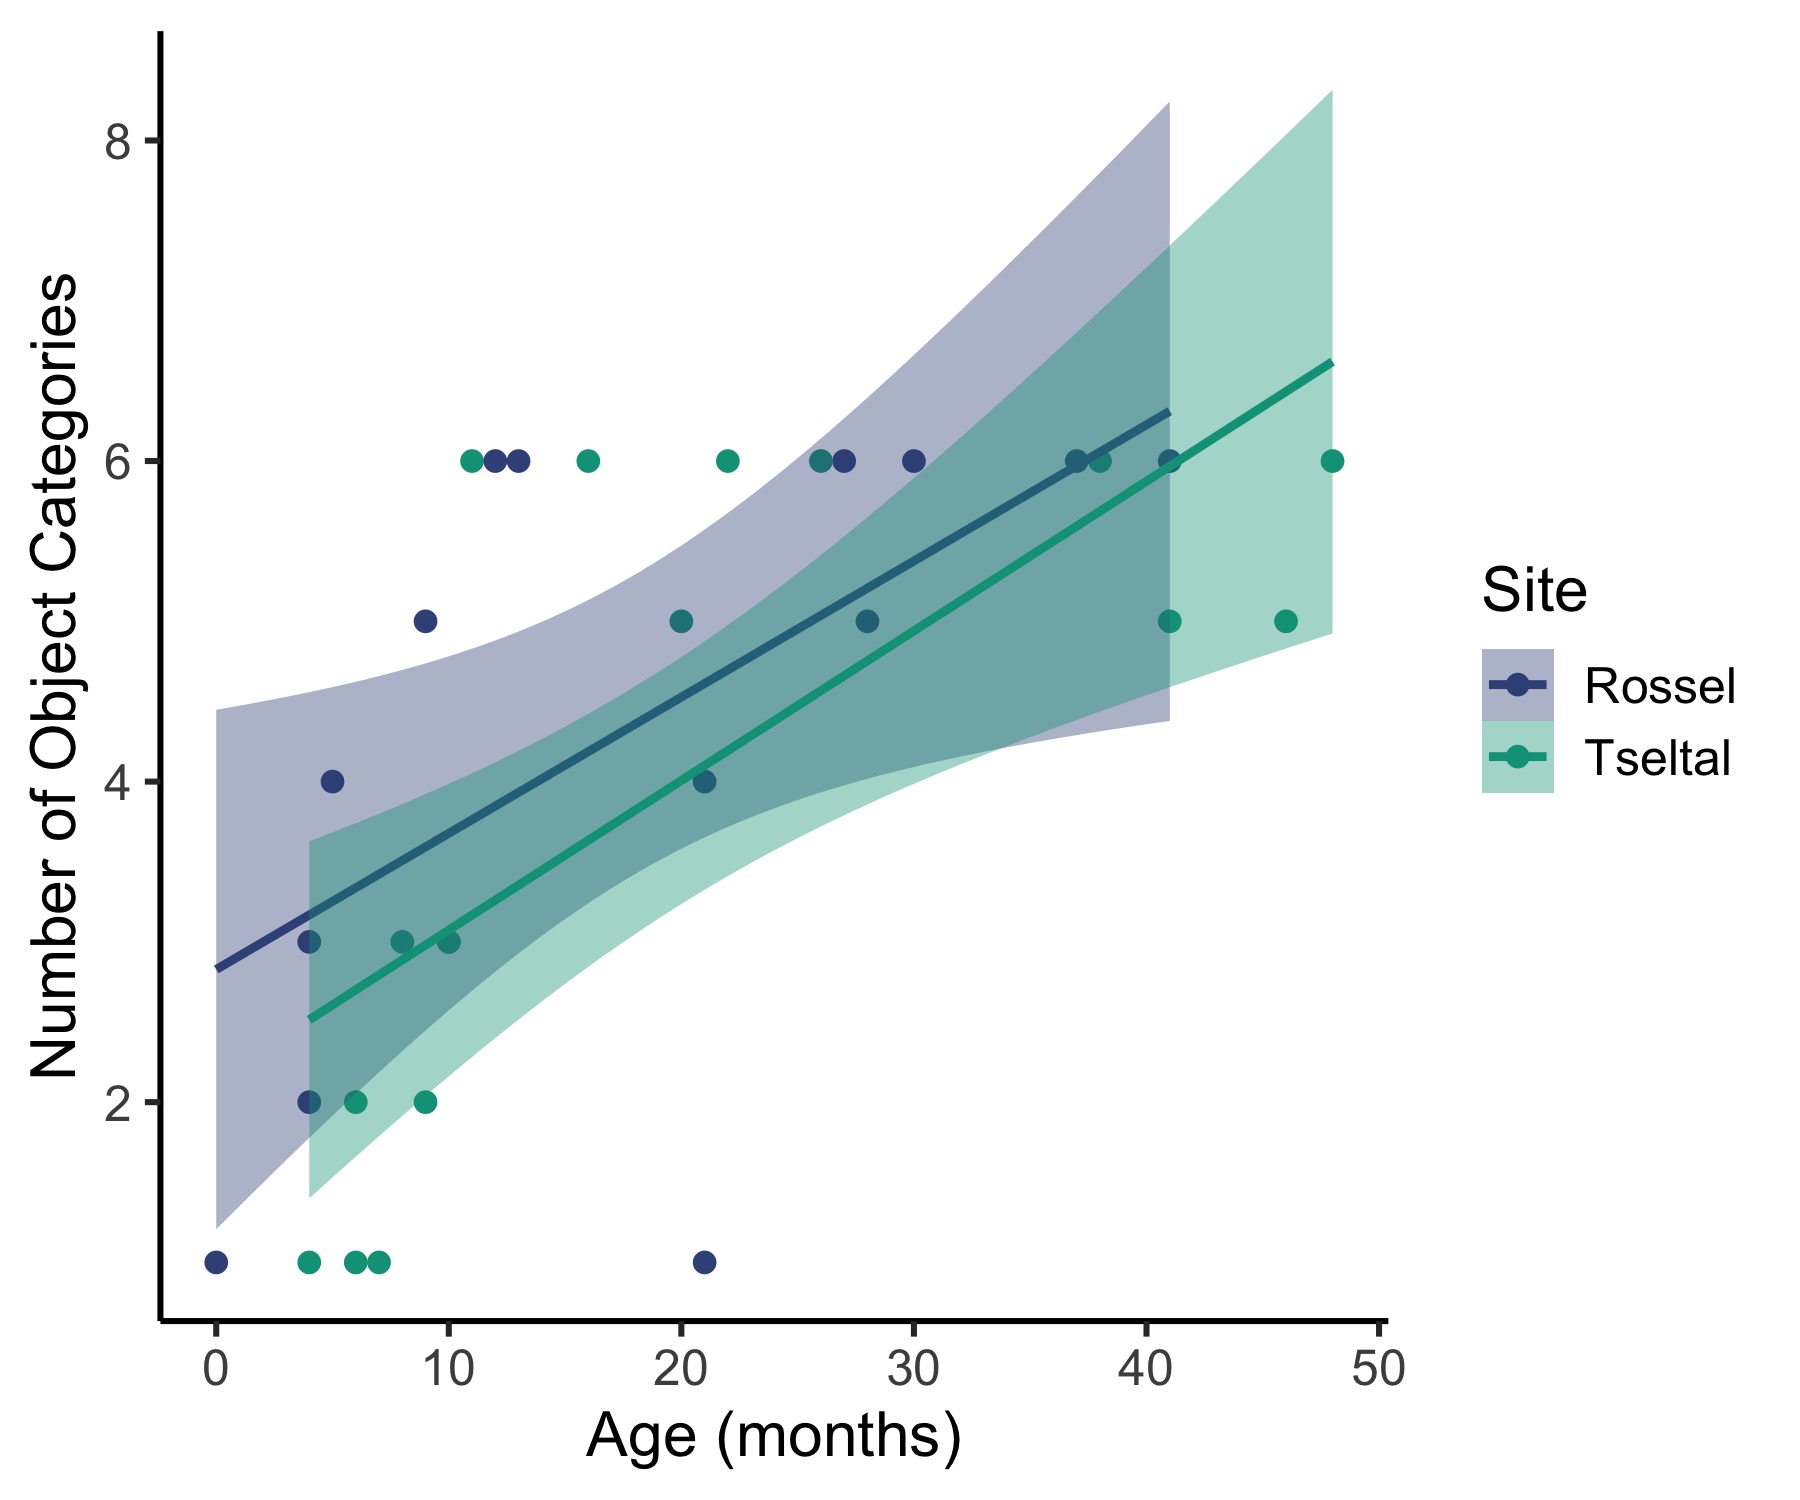 Number of Object Categories
8
6
4
2
0 10 20 30 40 50
Age (months)
Site
Rossel
Tseltal